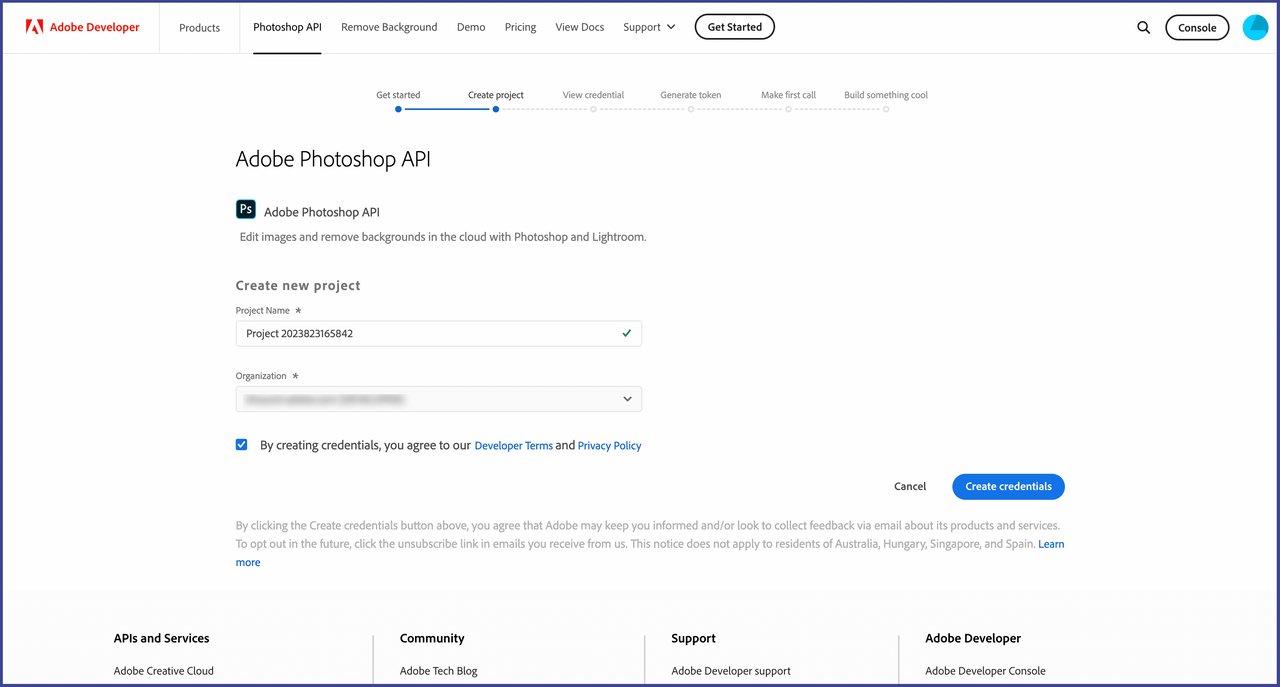 Adobe Developer
Products
Photoshop API
Remove Background
Demo
Pricing
View Docs
Support
Get Started
Console
Get started
Create project
View credential
Generate token
Make first call
Build something cool
Adobe Photoshop API
Ps
Adobe Photoshop API
Edit images and remove backgrounds in the cloud with Photoshop and Lightroom.
Create new project
Project Name *
Project 2023823165842
Organization *
By creating credentials, you agree to our Developer Terms and Privacy Policy
Cancel
Create credentials
By clicking the Create credentials button above, you agree that Adobe may keep you informed and/or look to collect feedback via email about its products and services.
To opt out in the future, click the unsubscribe link in emails you receive from us. This notice does not apply to residents of Australia, Hungary, Singapore, and Spain. Learn
more
APIs and Services
Adobe Creative Cloud
Community
Adobe Tech Blog
Support
Adobe Developer support
Adobe Developer
Adobe Developer Console